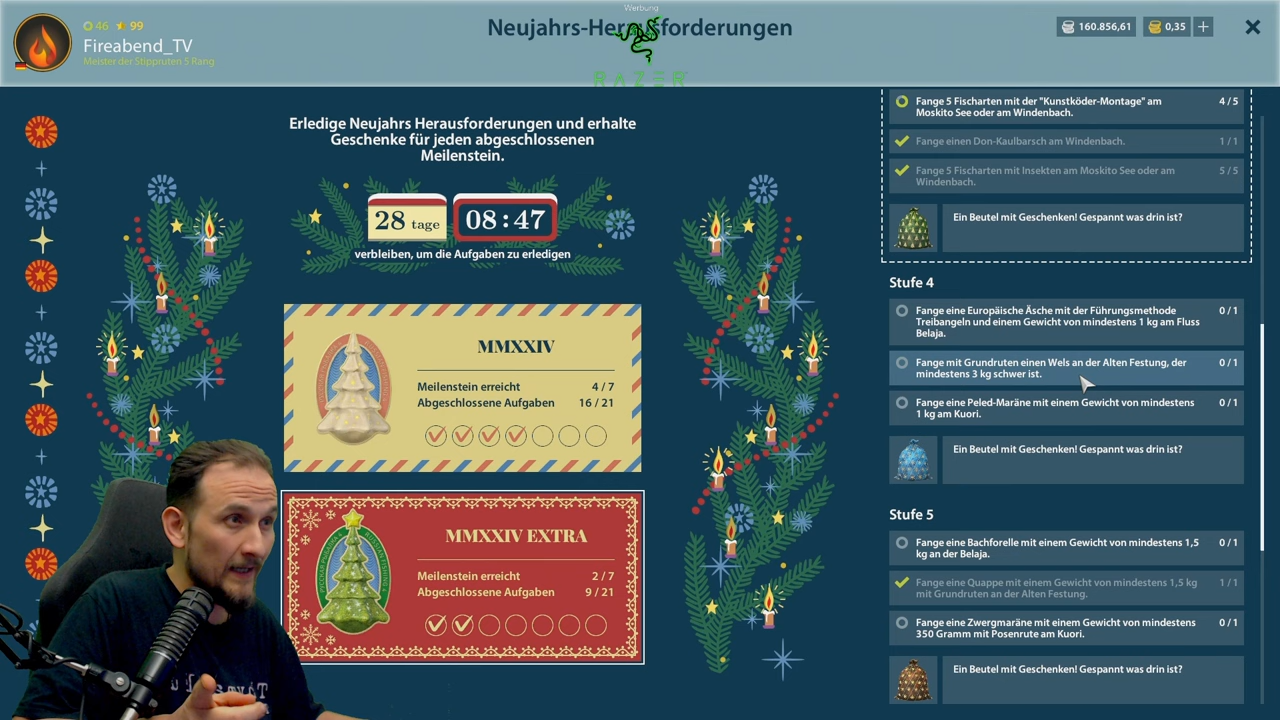 Werbung
Neujahrs-Herausforderungen
46 99
Fireabend_TV
Meister der Stippruten 5 Rang
RAZER
160.856,61
0,35
Erledige Neujahrs Herausforderungen und erhalte
Geschenke für jeden abgeschlossenen
Meilenstein.
28 tage
08:47
verbleiben, um die Aufgaben zu erledigen
MMXXIV
Meilenstein erreicht 4 / 7
Abgeschlossene Aufgaben 16 / 21
MMXXIV EXTRA
Meilenstein erreicht 2 / 7
Abgeschlossene Aufgaben 9 / 21
Fange 5 Fischarten mit der "Kunstköder-Montage" am 4 / 5
Moskito See oder am Windenbach.
Fange einen Don-Kaulbarsch am Windenbach. 1 / 1
Fange 5 Fischarten mit Insekten am Moskito See oder am 5 / 5
Windenbach.
Ein Beutel mit Geschenken! Gespannt was drin ist?
Stufe 4
Fange eine Europäische Äsche mit der Führungsmethode 0 / 1
Treibangeln und einem Gewicht von mindestens 1 kg am Fluss
Belaja.
Fange mit Grundruten einen Wels an der Alten Festung, der 0 / 1
mindestens 3 kg schwer ist.
Fange eine Peled-Maräne mit einem Gewicht von mindestens 0 / 1
1 kg am Kuori.
Ein Beutel mit Geschenken! Gespannt was drin ist?
Stufe 5
Fange eine Bachforelle mit einem Gewicht von mindestens 1,5 0 / 1
kg an der Belaja.
Fange eine Quappe mit einem Gewicht von mindestens 1,5 kg 1 / 1
mit Grundruten an der Alten Festung.
Fange eine Zwergmaräne mit einem Gewicht von mindestens 0 / 1
350 Gramm mit Posenrute am Kuori.
Ein Beutel mit Geschenken! Gespannt was drin ist?